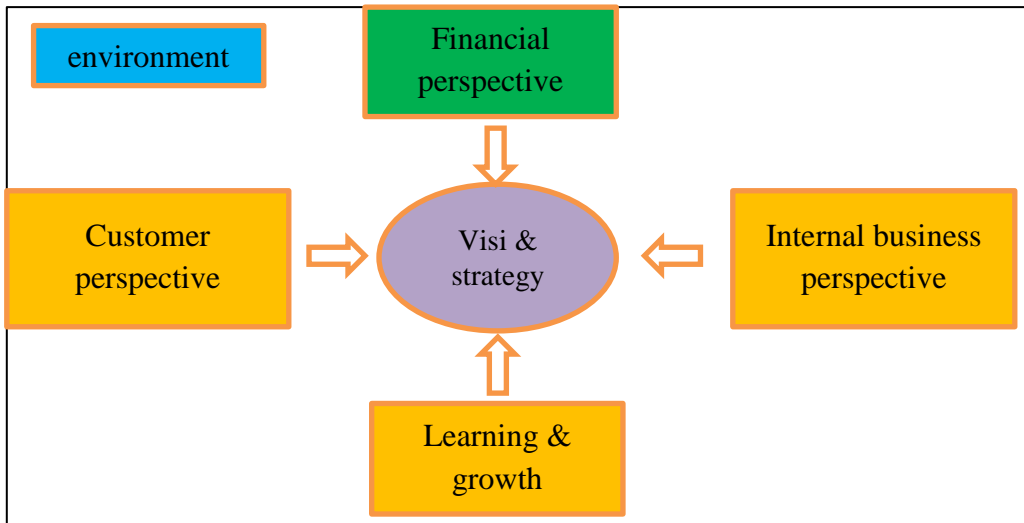 environment
Financial
perspective
Customer
perspective
Visi &
strategy
Internal business
perspective
Learning &
growth